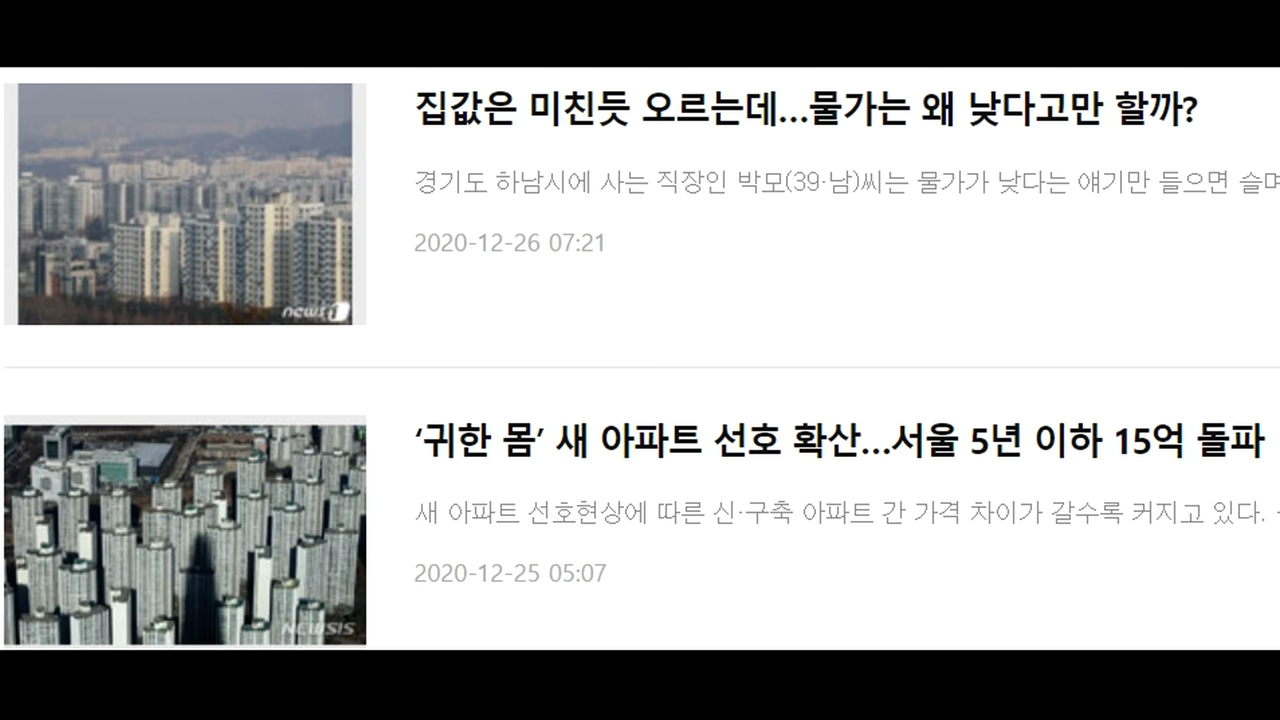 집값은 미친듯 오르는데…물가는 왜 낮다고만 할까?
경기도 하남시에 사는 직장인 박모(39·남)씨는 물가가 낮다는 얘기만 들으면
2020-12-26 07:21
news1
‘귀한 몸’ 새 아파트 선호 확산…서울 5년 이하 15억 돌파
새 아파트 선호현상에 따른 신·구축 아파트 간 가격 차이가 갈수록 커지고 있다.
2020-12-25 05:07
NEWSIS